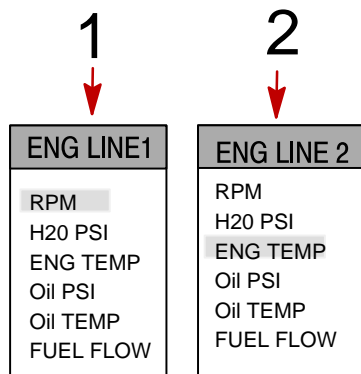 1
2
ENG LINE1
RPM
H20 PSI
ENG TEMP
Oil PSI
Oil TEMP
FUEL FLOW
ENG LINE 2
RPM
H20 PSI
ENG TEMP
Oil PSI
Oil TEMP
FUEL FLOW